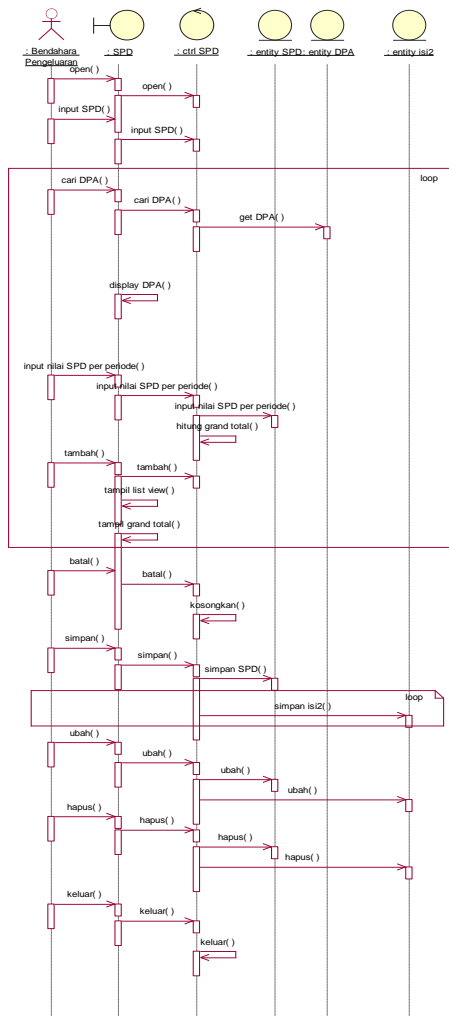 : Bendahara
Pengeluaran
: SPD
: ctrl SPD
: entity SPD
: entity DPA
: entity isi2
open( )
open( )
input SPD( )
input SPD( )
loop
cari DPA( )
cari DPA( )
get DPA( )
display DPA( )
input nilai SPD per periode( )
input nilai SPD per periode( )
input nilai SPD per periode( )
hitung grand total( )
tambah( )
tambah( )
tampil list view( )
tampil grand total( )
batal( )
batal( )
kosongkan( )
simpan( )
simpan( )
simpan SPD( )
loop
simpan isi2( )
ubah( )
ubah( )
ubah( )
ubah( )
hapus( )
hapus( )
hapus( )
hapus( )
keluar( )
keluar( )
keluar( )